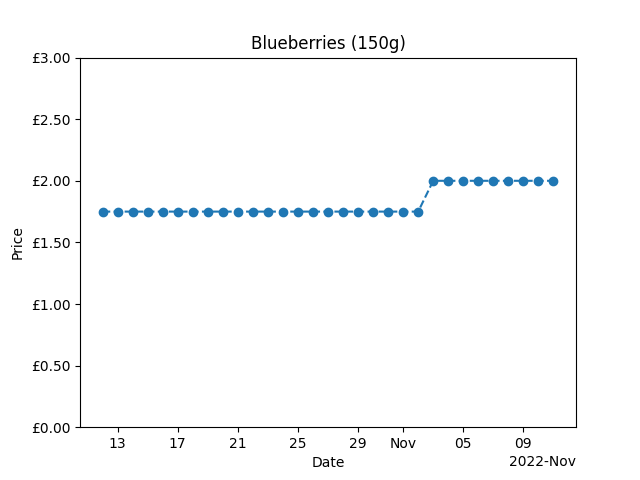 Blueberries (150g)
£3.00
£2.50
£2.00
£1.50
£1.00
£0.50
£0.00
Price
13 17 21 25 29 Nov 05 09
Date
2022-Nov